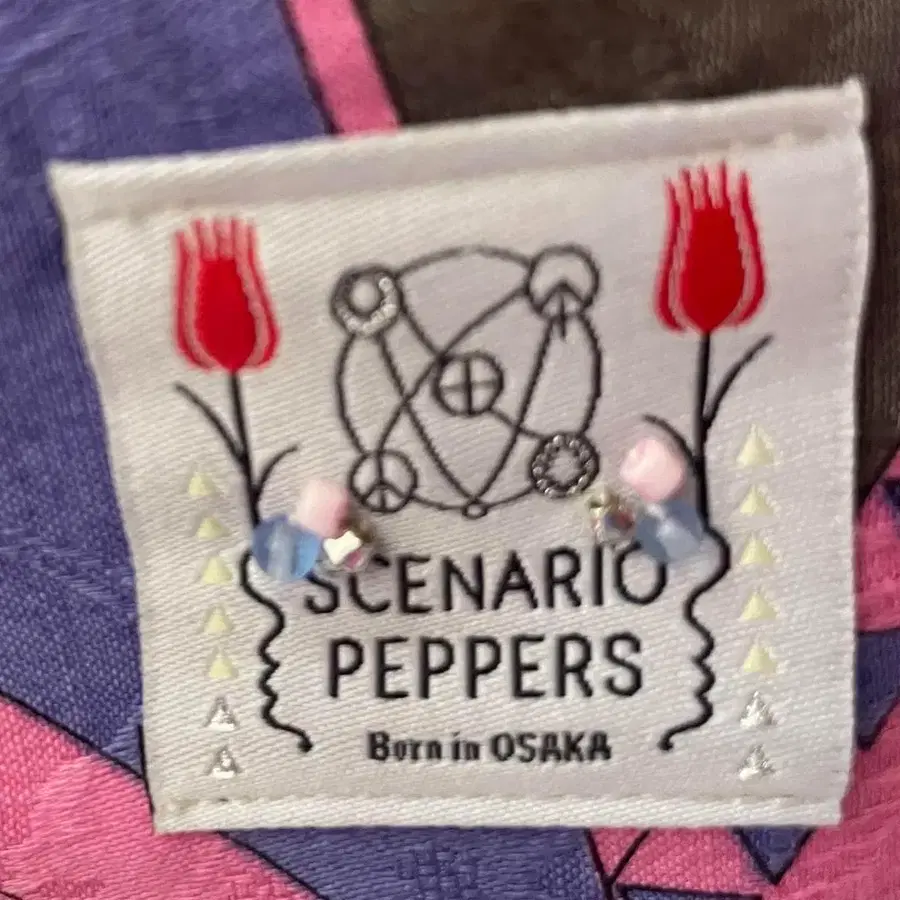 SCENARIO
PEPPERS
Born in OSAKA